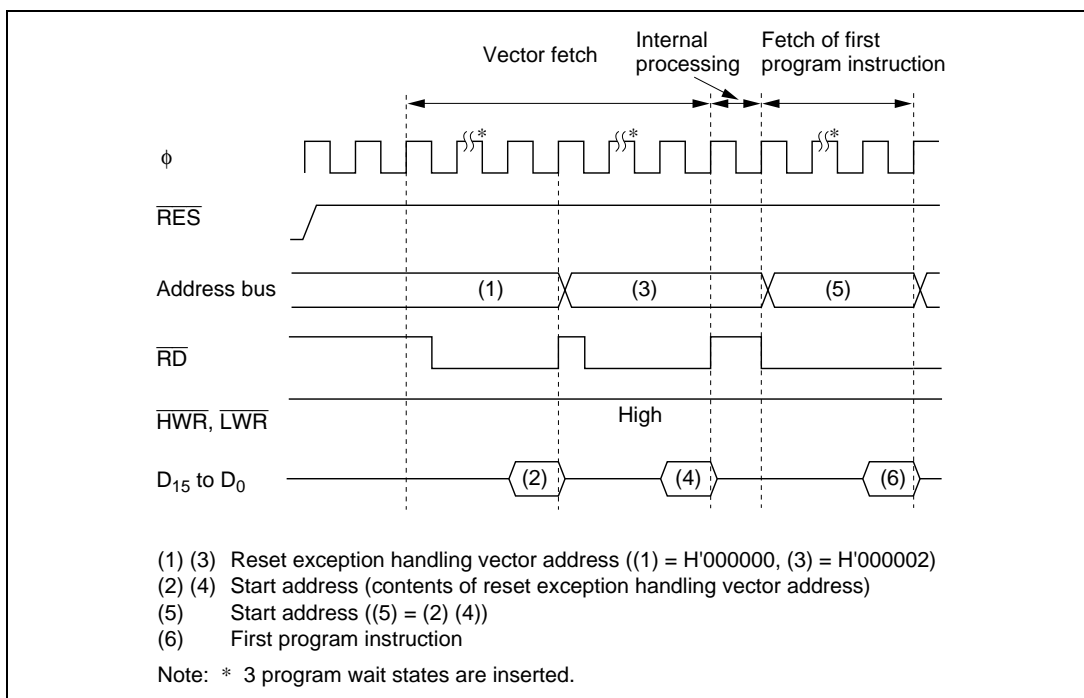 Vector fetch
Internal
processing
Fetch of first
program instruction
*
*
*
ϕ
RES
Address bus
(1)
(3)
(5)
RD
HWR, LWR
High
D15 to D0
(2)
(4)
(6)
(1) (3) Reset exception handling vector address ((1) = H'000000, (3) = H'000002)
(2) (4) Start address (contents of reset exception handling vector address)
(5) Start address ((5) = (2) (4))
(6) First program instruction
Note: * 3 program wait states are inserted.